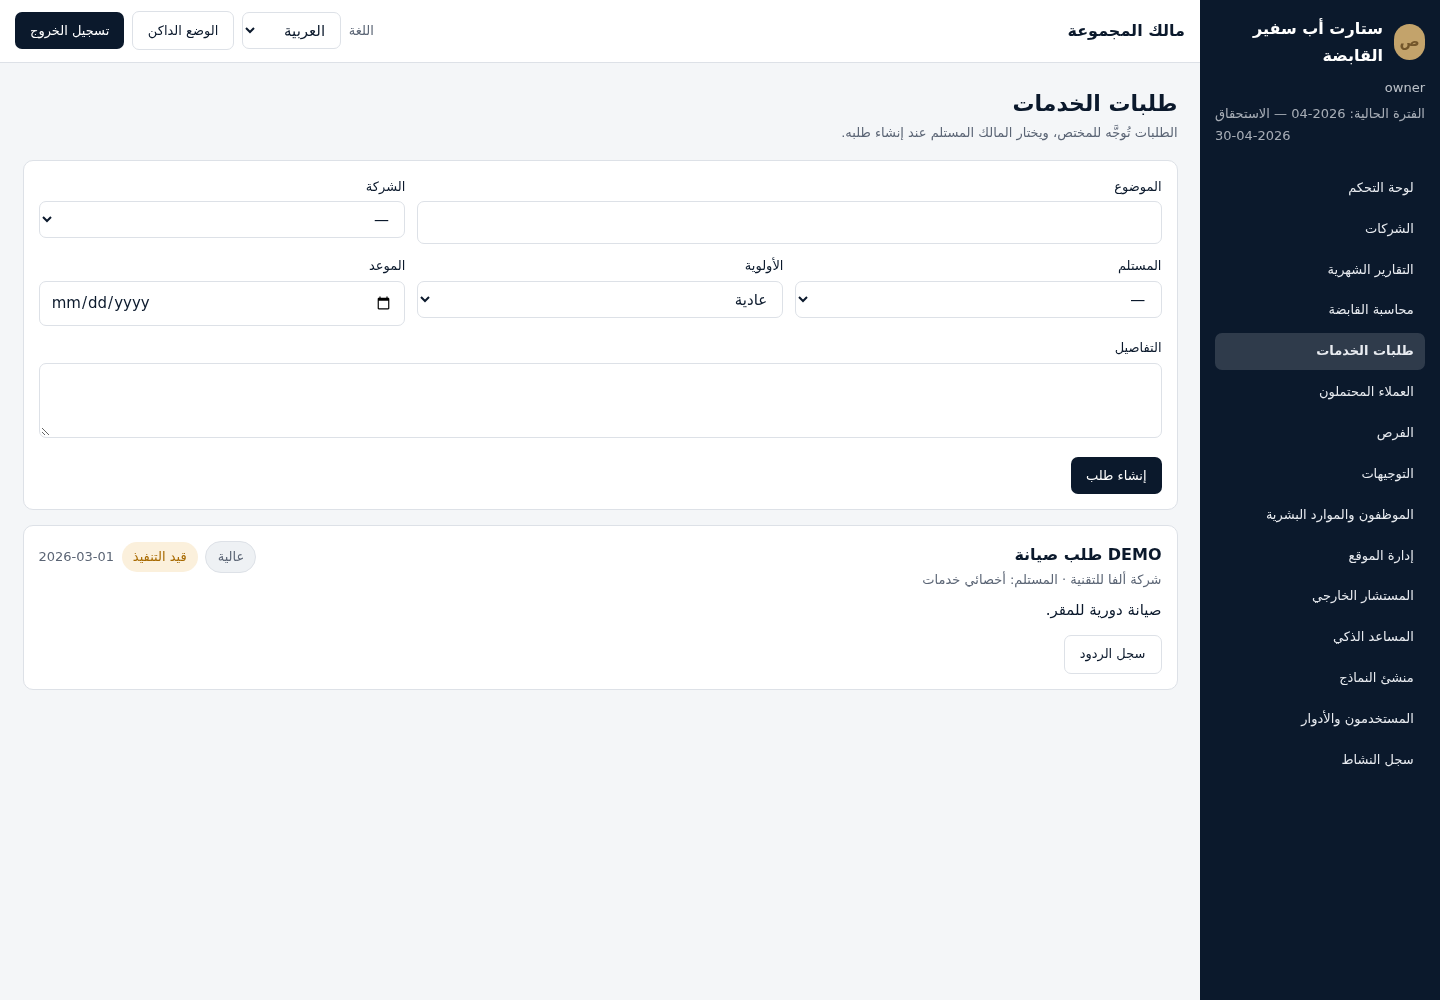 ص
ستارت أب سفير
القابضة
owner
الفترة الحالية: 2026-04 — الاستحقاق
2026-04-30
لوحة التحكم
الشركات
التقارير الشهرية
محاسبة القابضة
طلبات الخدمات
العملاء المحتملون
الفرص
التوجيهات
الموظفون والموارد البشرية
إدارة الموقع
المستشار الخارجي
المساعد الذكي
منشئ النماذج
المستخدمون والأدوار
سجل النشاط
مالك المجموعة
اللغة
العربية
الوضع الداكن
تسجيل الخروج
طلبات الخدمات
الطلبات تُوجَّه للمختص، ويختار المالك المستلم عند إنشاء طلبه.
الموضوع
الشركة
—
المستلم
الأولوية
الموعد
—
عادية
mm/dd/yyyy
التفاصيل
إنشاء طلب
DEMO طلب صيانة
عالية
قيد التنفيذ
2026-03-01
شركة ألفا للتقنية · المستلم: أخصائي خدمات
صيانة دورية للمقر.
سجل الردود